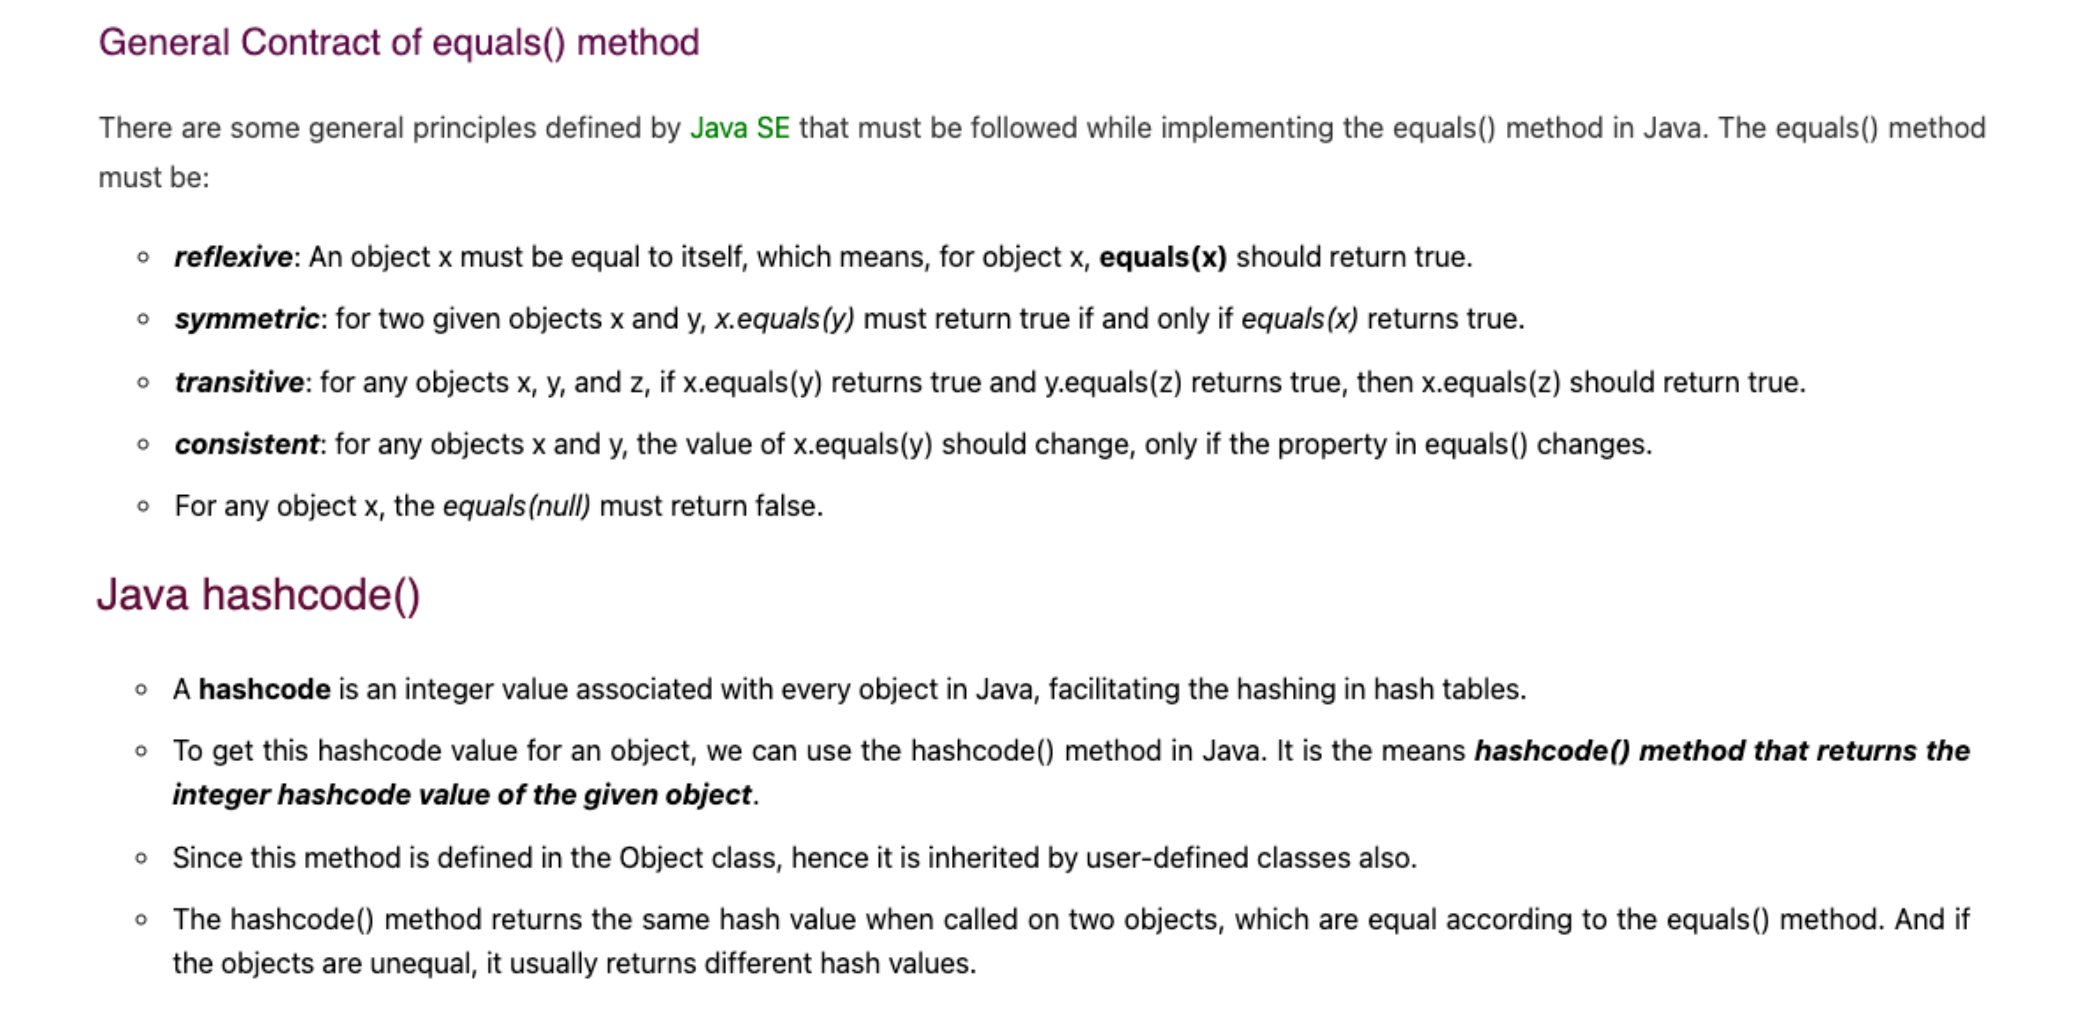 General Contract of equals() method
There are some general principles defined by Java SE that must be followed while implementing the equals() method in Java. The equals() method
must be:
reflexive: An object x must be equal to itself, which means, for object x, equals(x) should return true.
symmetric: for two given objects x and y, x.equals(y) must return true if and only if equals(x) returns true.
transitive: for any objects x, y, and z, if x.equals(y) returns true and y.equals(z) returns true, then x.equals(z) should return true.
consistent: for any objects x and y, the value of x.equals(y) should change, only if the property in equals() changes.
For any object x, the equals(null) must return false.
Java hashcode()
A hashcode is an integer value associated with every object in Java, facilitating the hashing in hash tables.
To get this hashcode value for an object, we can use the hashcode() method in Java. It is the means hashcode() method that returns the
integer hashcode value of the given object.
Since this method is defined in the Object class, hence it is inherited by user-defined classes also.
The hashcode() method returns the same hash value when called on two objects, which are equal according to the equals() method. And if
the objects are unequal, it usually returns different hash values.